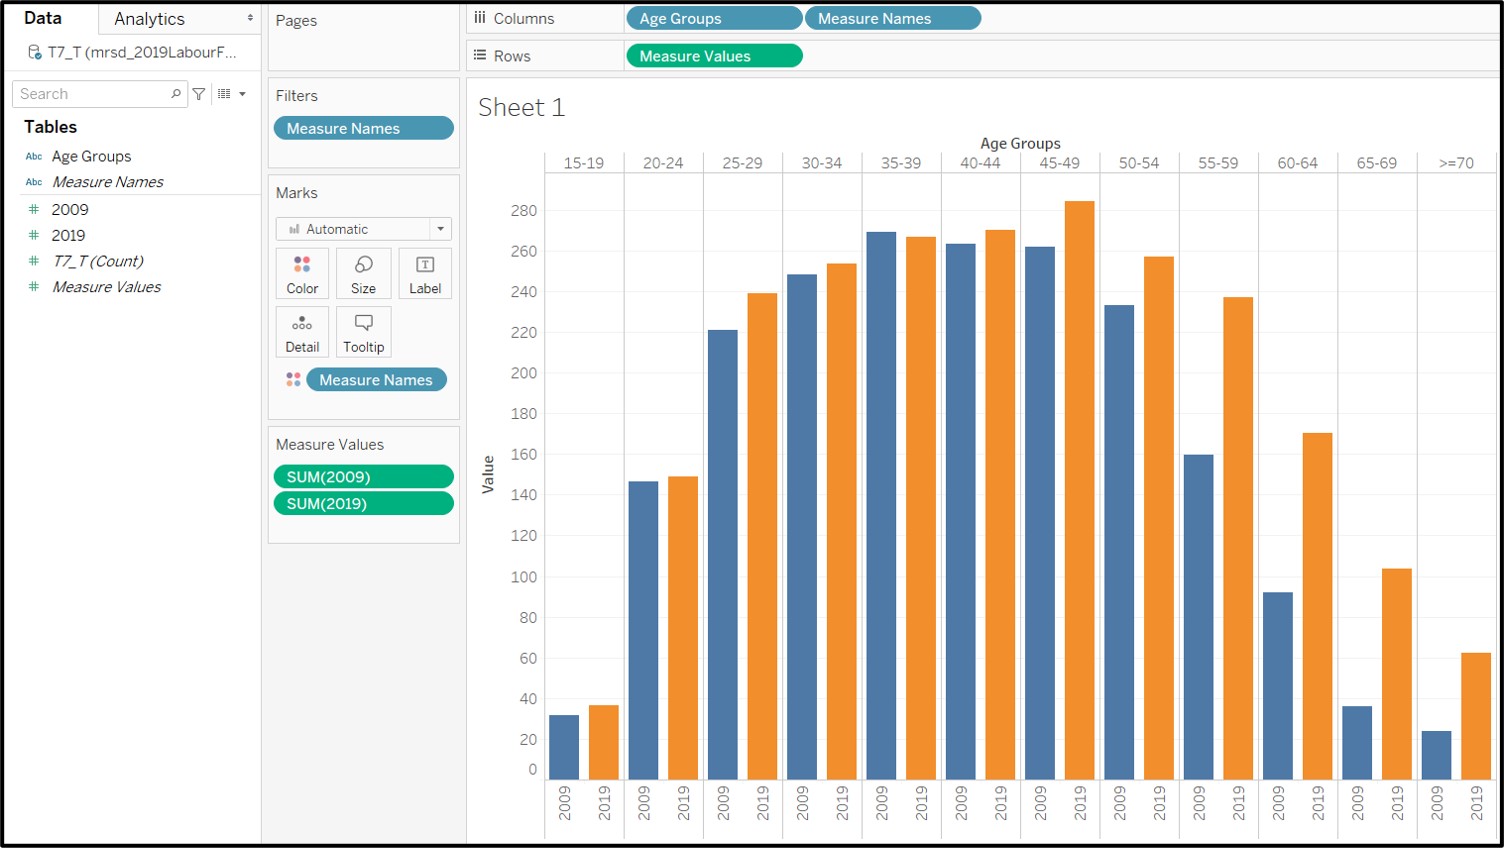 Data
Analytics
T7_T (mrsd_2019LabourF...
Search
Tables
Abc Age Groups
Abc Measure Names
# 2009
# 2019
# T7_T (Count)
# Measure Values
Pages
Filters
Measure Names
Marks
Automatic
Color Size Label
Detail Tooltip
Measure Names
Measure Values
SUM(2009)
SUM(2019)
Columns Age Groups Measure Names
Rows Measure Values
Sheet 1
Age Groups
15-19 20-24 25-29 30-34 35-39 40-44 45-49 50-54 55-59 60-64 65-69 >=70
Value
280
260
240
220
200
180
160
140
120
100
80
60
40
20
0
2009 2019 2009 2019 2009 2019 2009 2019 2009 2019 2009 2019 2009 2019 2009 2019 2009 2019 2009 2019 2009 2019 2009 2019